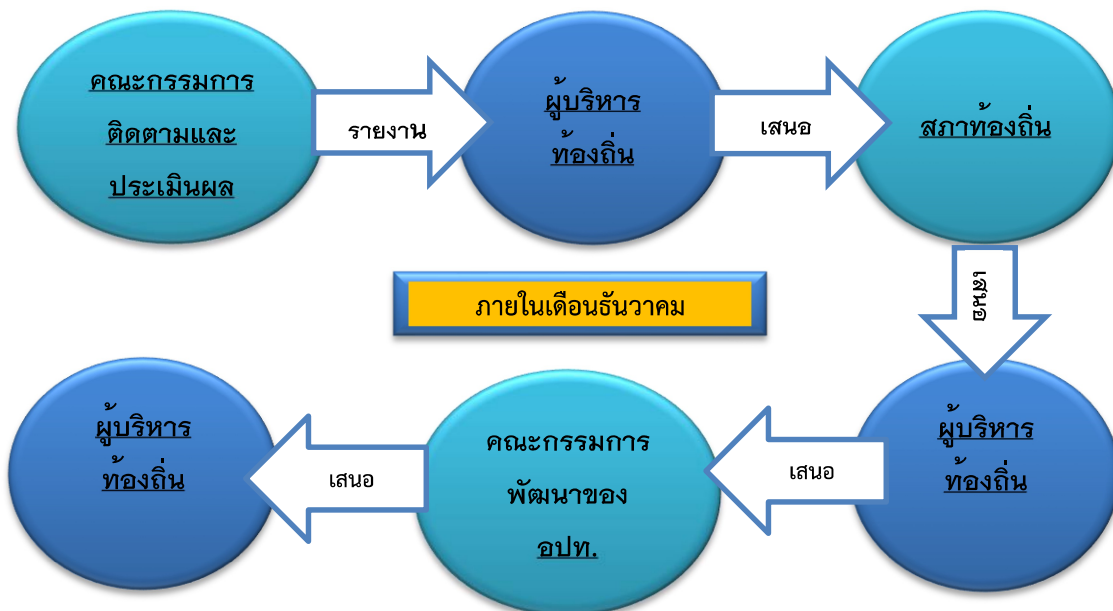 คณะกรรมการ
ติดตามและ
ประเมินผล
รายงาน
ผู้บริหาร
ท้องถิ่น
เสนอ
สภาท้องถิ่น
เสนอ
ภายในเดือนธันวาคม
ผู้บริหาร
ท้องถิ่น
เสนอ
คณะกรรมการ
พัฒนาของ
อปท.
เสนอ
ผู้บริหาร
ท้องถิ่น